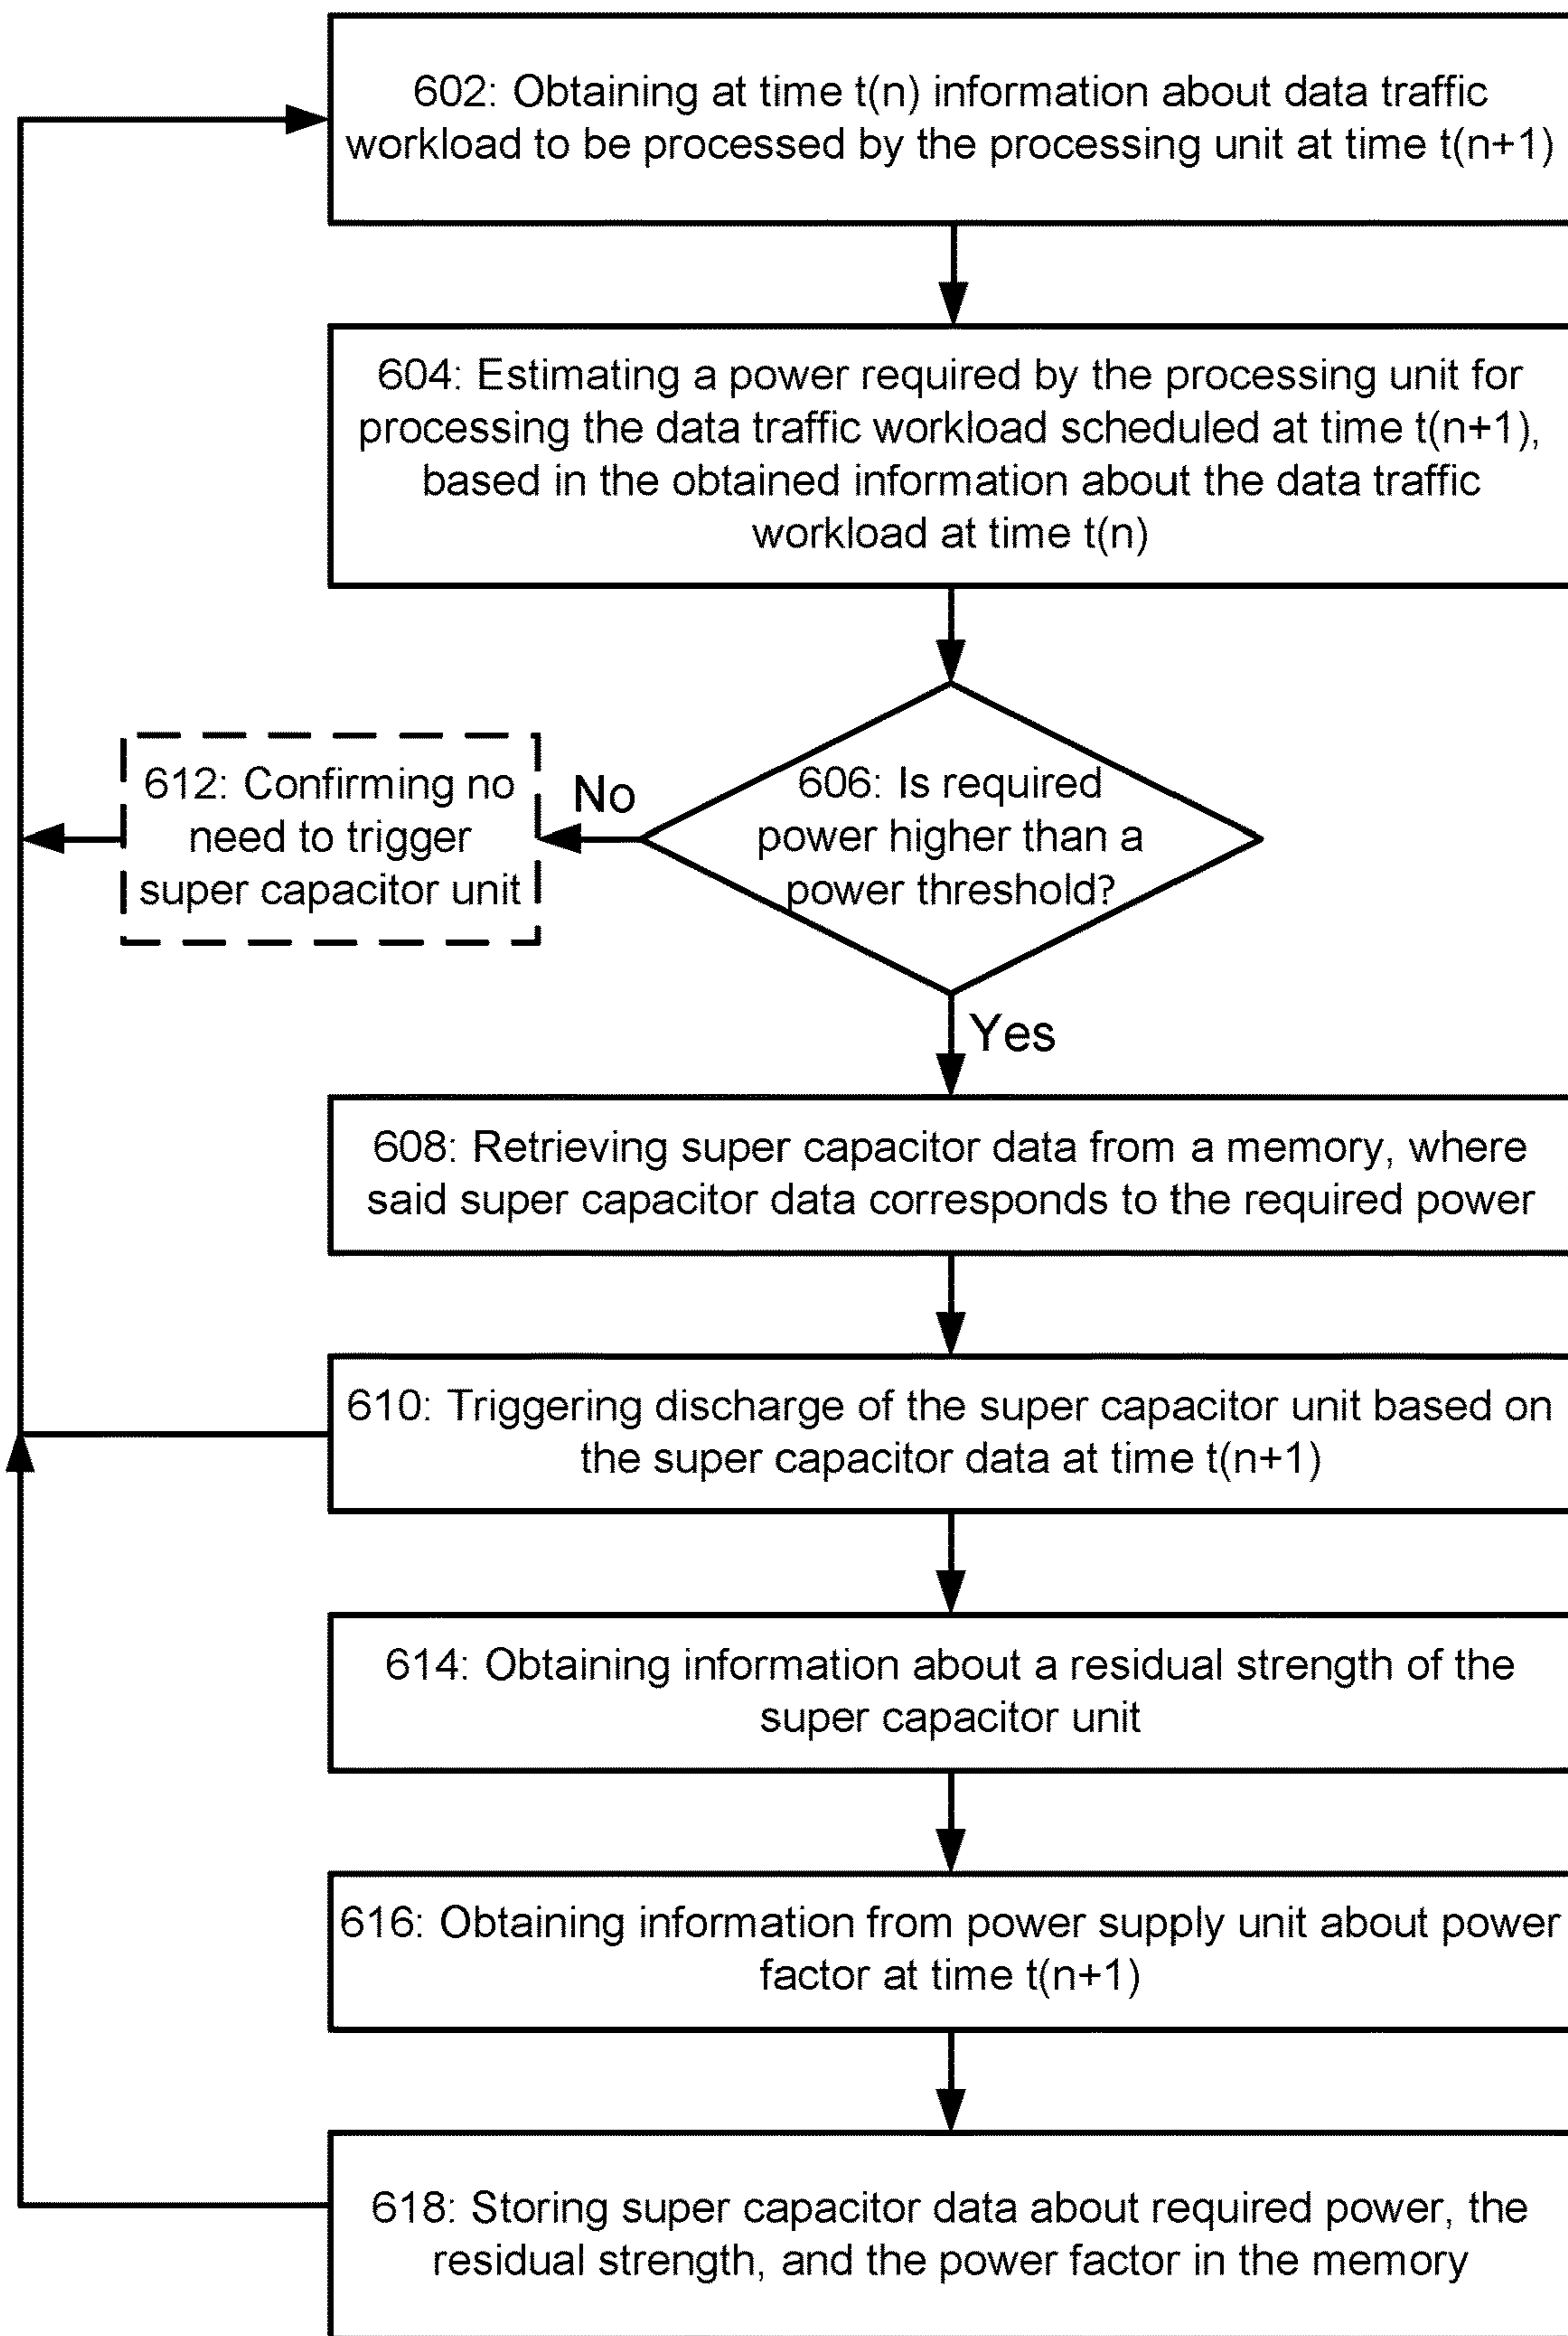 602: Obtaining at time t(n) information about data traffic
workload to be processed by the processing unit at time t(n+1)
604: Estimating a power required by the processing unit for
processing the data traffic workload scheduled at time t(n+1),
based in the obtained information about the data traffic
workload at time t(n)
606: Is required
power higher than a
power threshold?
No
612: Confirming no
need to trigger
super capacitor unit
Yes
608: Retrieving super capacitor data from a memory, where
said super capacitor data corresponds to the required power
610: Triggering discharge of the super capacitor unit based on
the super capacitor data at time t(n+1)
614: Obtaining information about a residual strength of the
super capacitor unit
616: Obtaining information from power supply unit about power
factor at time t(n+1)
618: Storing super capacitor data about required power, the
residual strength, and the power factor in the memory